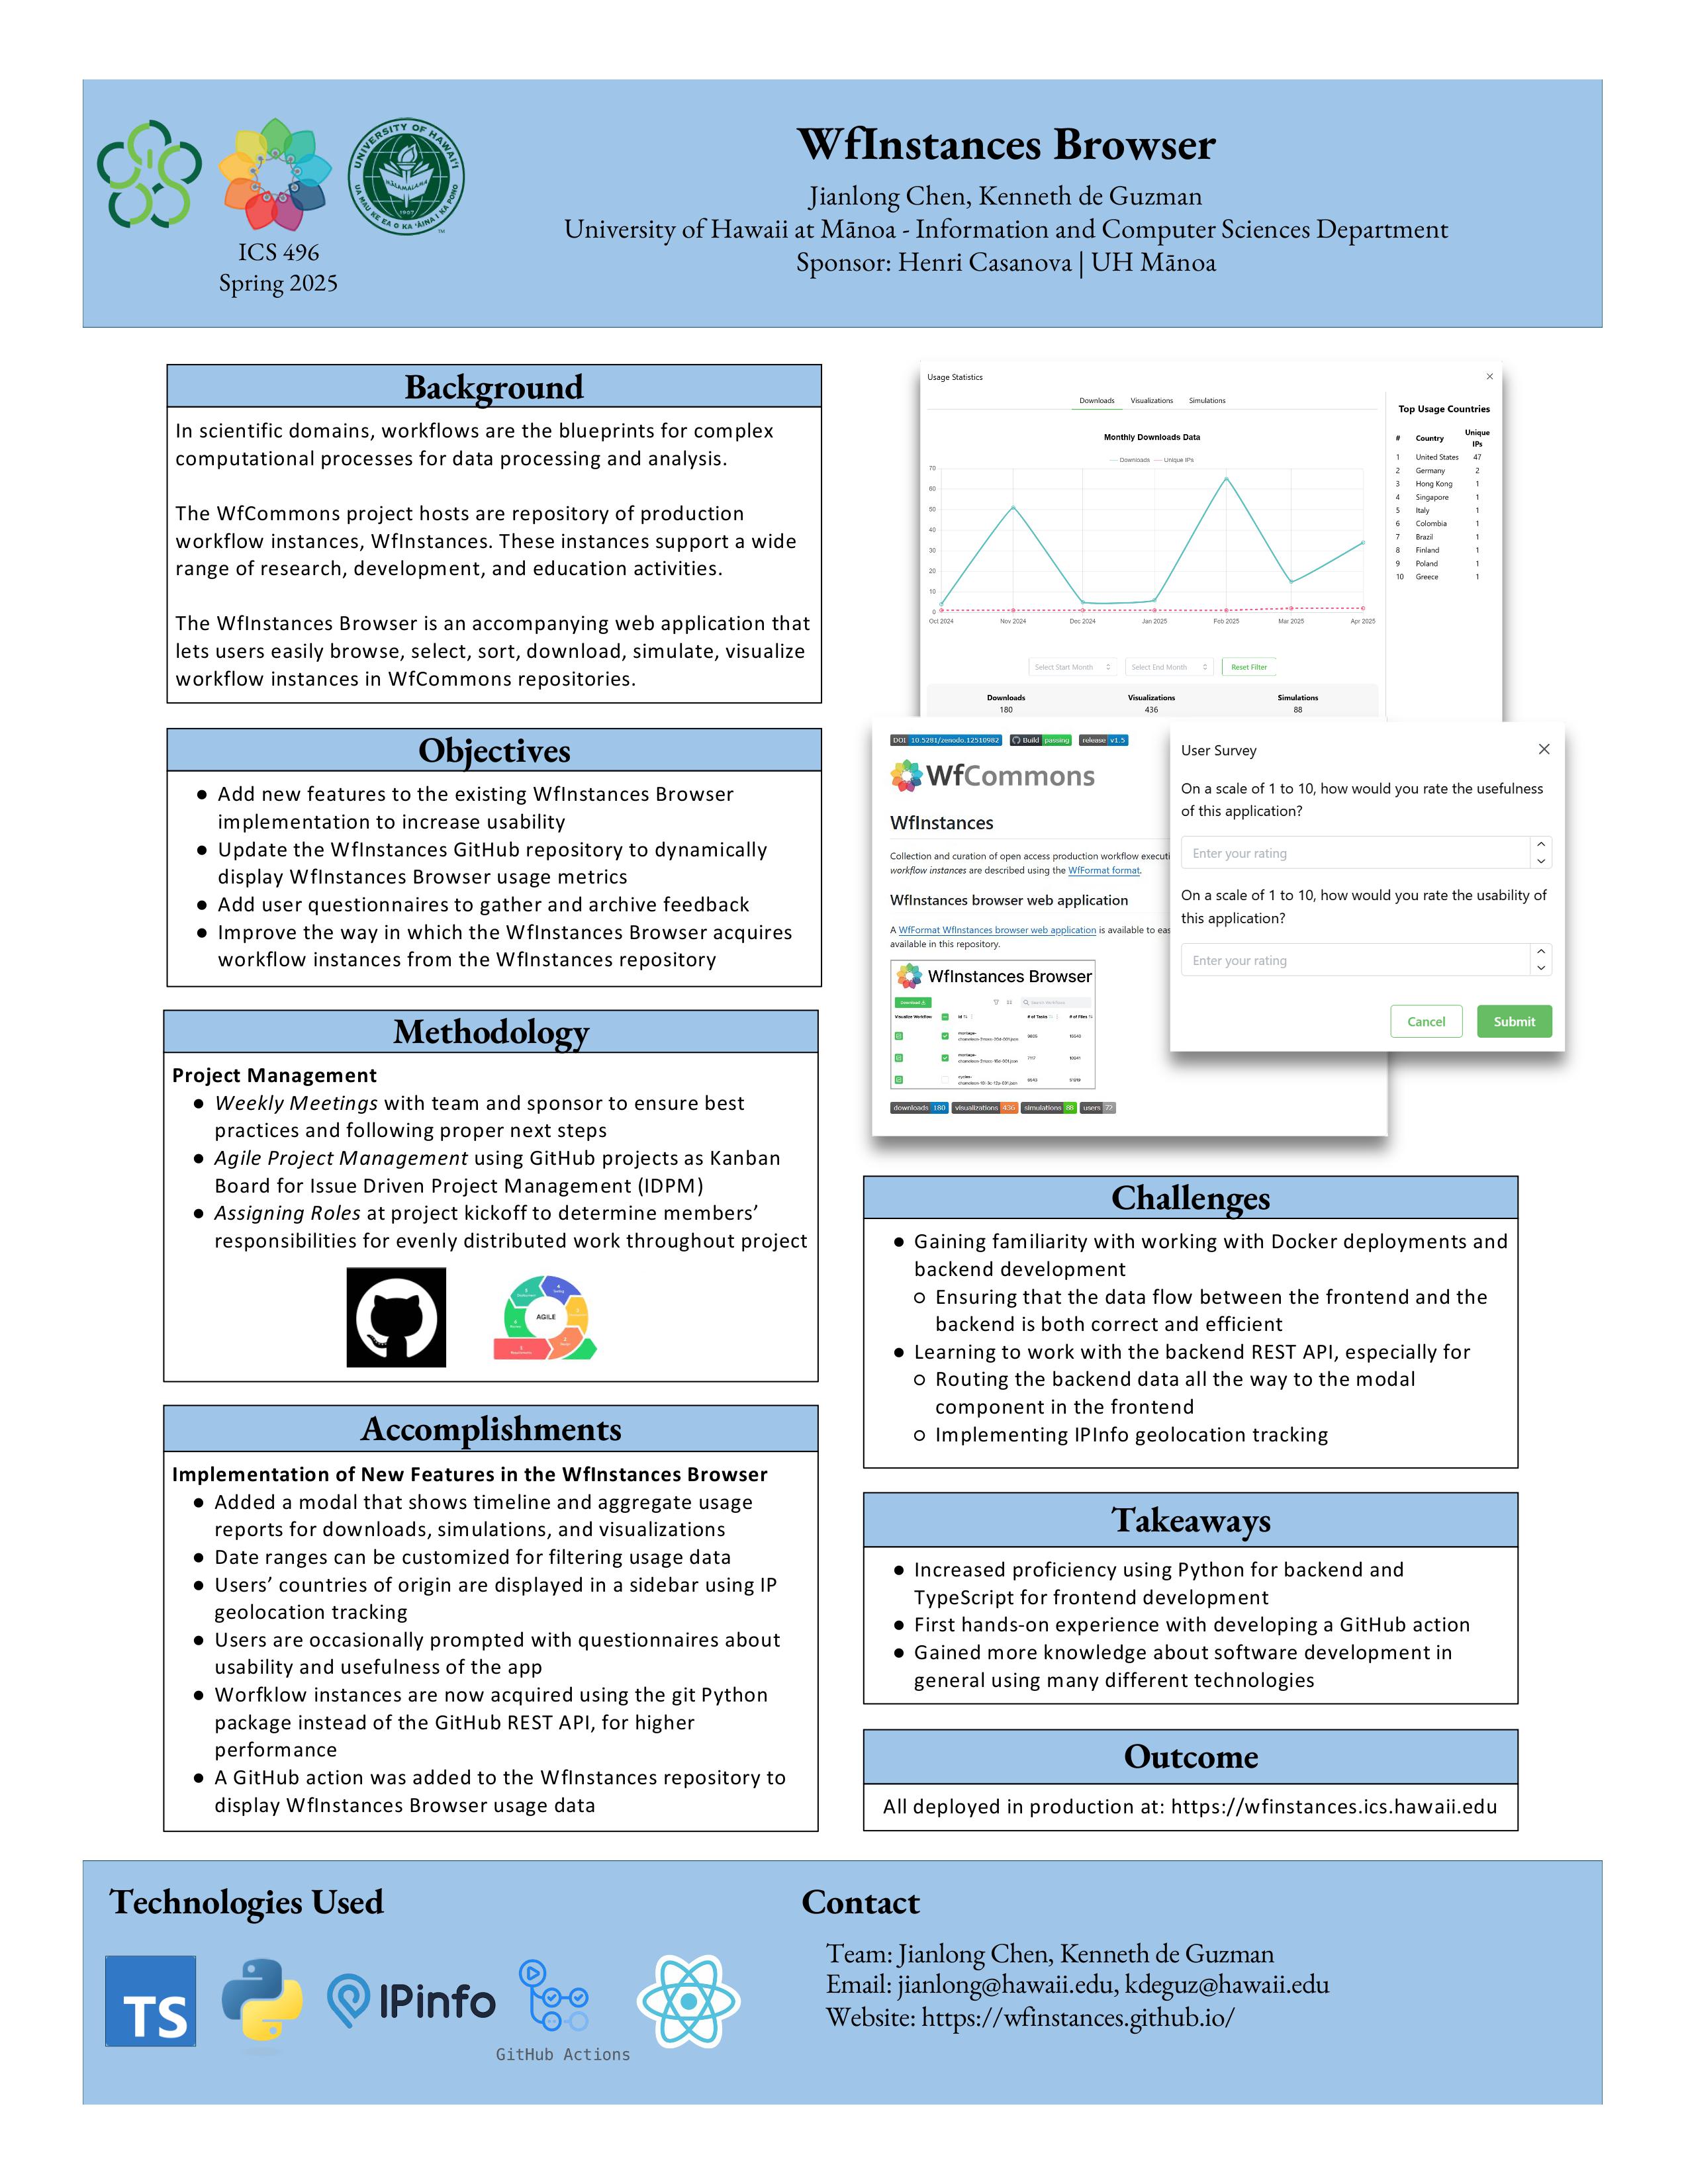 UNIVERSITY OF HAWAI‘I
MALAMALAMA
1907
UA MAU KE EA O KA ʻĀINA I KA PONO
TM
ICS 496
Spring 2025
WfInstances Browser
Jianlong Chen, Kenneth de Guzman
University of Hawaii at Mānoa - Information and Computer Sciences Department
Sponsor: Henri Casanova | UH Mānoa
Background
In scientific domains, workflows are the blueprints for complex
computational processes for data processing and analysis.
The WfCommons project hosts are repository of production
workflow instances, WfInstances. These instances support a wide
range of research, development, and education activities.
The WfInstances Browser is an accompanying web application that
lets users easily browse, select, sort, download, simulate, visualize
workflow instances in WfCommons repositories.
Objectives
● Add new features to the existing WfInstances Browser
implementation to increase usability
● Update the WfInstances GitHub repository to dynamically
display WfInstances Browser usage metrics
● Add user questionnaires to gather and archive feedback
● Improve the way in which the WfInstances Browser acquires
workflow instances from the WfInstances repository
Methodology
Project Management
● Weekly Meetings with team and sponsor to ensure best
practices and following proper next steps
● Agile Project Management using GitHub projects as Kanban
Board for Issue Driven Project Management (IDPM)
● Assigning Roles at project kickoff to determine members’
responsibilities for evenly distributed work throughout project
AGILE
Accomplishments
Implementation of New Features in the WfInstances Browser
● Added a modal that shows timeline and aggregate usage
reports for downloads, simulations, and visualizations
● Date ranges can be customized for filtering usage data
● Users’ countries of origin are displayed in a sidebar using IP
geolocation tracking
● Users are occasionally prompted with questionnaires about
usability and usefulness of the app
● Worfklow instances are now acquired using the git Python
package instead of the GitHub REST API, for higher
performance
● A GitHub action was added to the WfInstances repository to
display WfInstances Browser usage data
Usage Statistics
Downloads Visualizations Simulations
Monthly Downloads Data
Downloads Unique IPs
70
60
50
40
30
20
10
0
Oct 2024 Nov 2024 Dec 2024 Jan 2025 Feb 2025 Mar 2025 Apr 2025
Select Start Month Select End Month Reset Filter
Downloads Visualizations Simulations
180 436 88
Top Usage Countries
# Country Unique IPs
1 United States 47
2 Germany 2
3 Hong Kong 1
4 Singapore 1
5 Italy 1
6 Colombia 1
7 Brazil 1
8 Finland 1
9 Poland 1
10 Greece 1
DOI 10.5281/zenodo.12510982 Build passing release v1.5
WfCommons
WfInstances
Collection and curation of open access production workflow executi
workflow instances are described using the WfFormat format.
WfInstances browser web application
A WfFormat WfInstances browser web application is available to eas
available in this repository.
WfInstances Browser
Download
Search Workflows
Visualize Workflow Id # of Tasks # of Files
downloads 180 visualizations 436 simulations 88 users 77
User Survey
On a scale of 1 to 10, how would you rate the usefulness
of this application?
Enter your rating
On a scale of 1 to 10, how would you rate the usability of
this application?
Enter your rating
Cancel Submit
Challenges
● Gaining familiarity with working with Docker deployments and
backend development
○ Ensuring that the data flow between the frontend and the
backend is both correct and efficient
● Learning to work with the backend REST API, especially for
○ Routing the backend data all the way to the modal
component in the frontend
○ Implementing IPInfo geolocation tracking
Takeaways
● Increased proficiency using Python for backend and
TypeScript for frontend development
● First hands-on experience with developing a GitHub action
● Gained more knowledge about software development in
general using many different technologies
Outcome
All deployed in production at: https://wfinstances.ics.hawaii.edu
Technologies Used
TS
IPinfo
GitHub Actions
Contact
Team: Jianlong Chen, Kenneth de Guzman
Email: jianlong@hawaii.edu, kdeguz@hawaii.edu
Website: https://wfinstances.github.io/